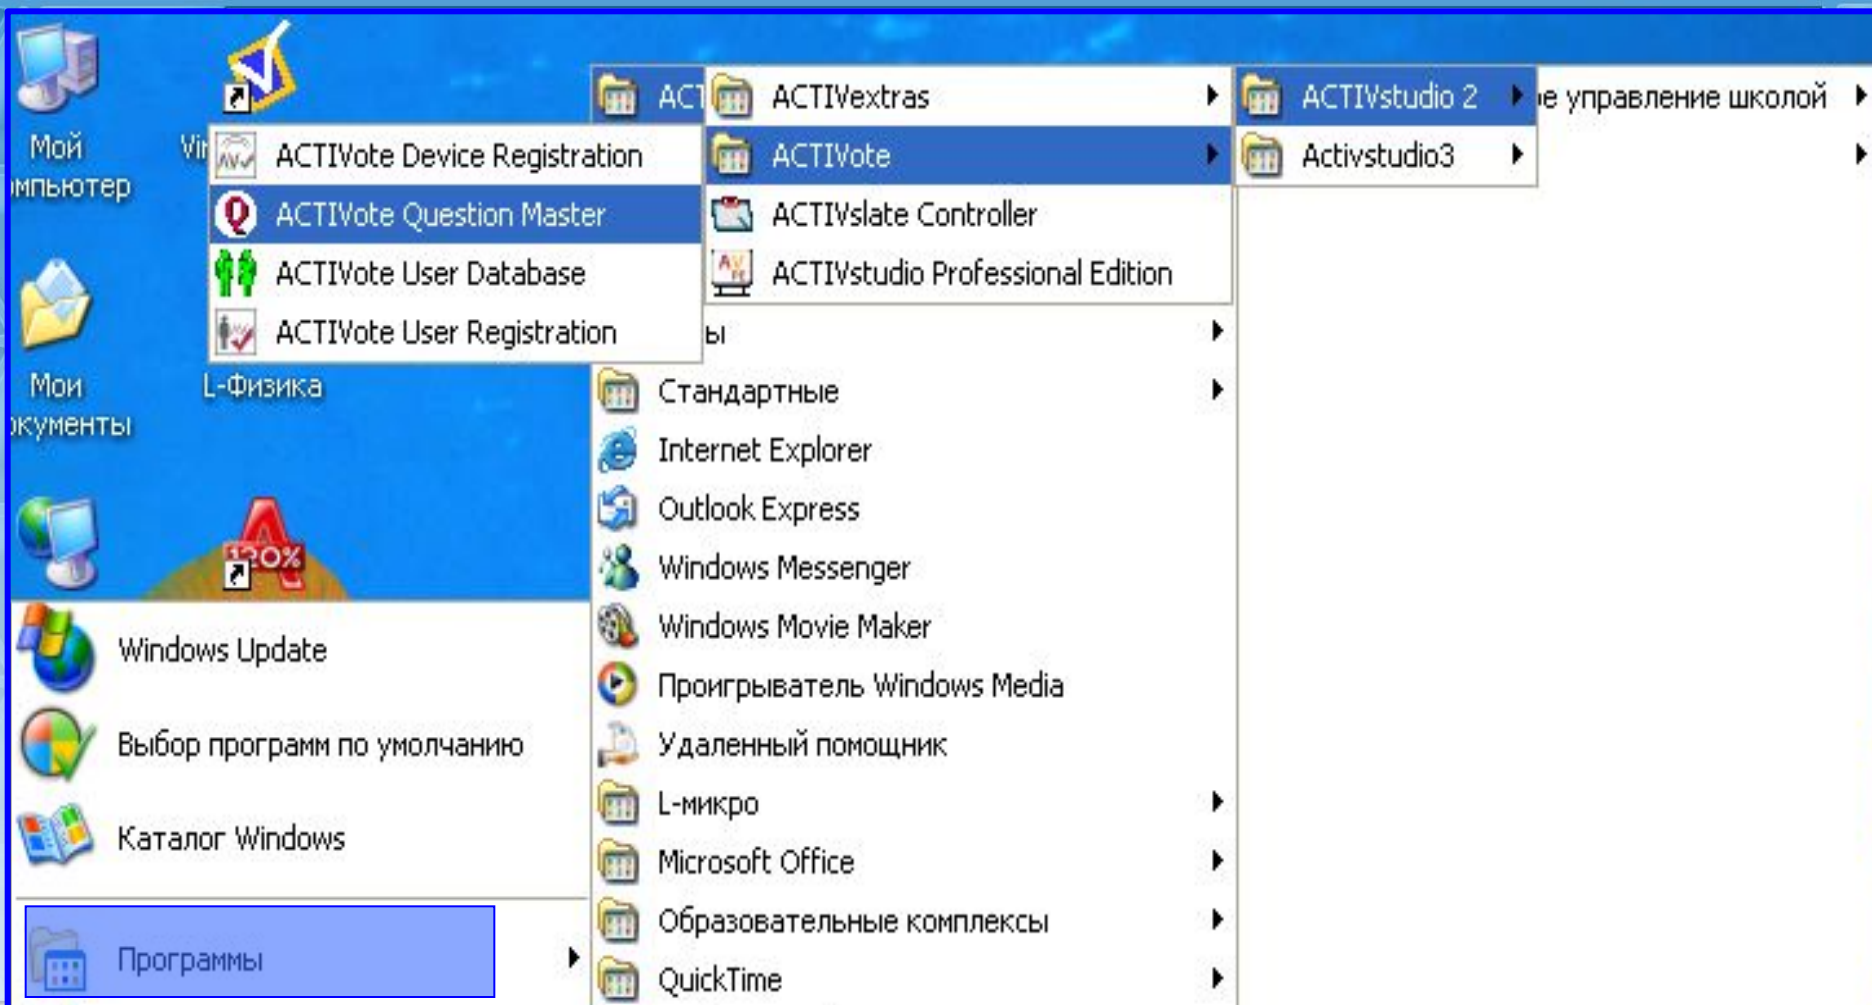 Мой
омпьютер
Мои
окументы
L-Физика
120%
ACTIVote Device Registration
ACTIVote Question Master
ACTIVote User Database
ACTIVote User Registration
ACTIVextras
ACTIVote
ACTIVslate Controller
ACTIVstudio Professional Edition
ACTIVstudio 2
Activstudio3
ое управление школой
ы
Стандартные
Internet Explorer
Outlook Express
Windows Messenger
Windows Movie Maker
Проигрыватель Windows Media
Удаленный помощник
L-микро
Microsoft Office
Образовательные комплексы
QuickTime
Windows Update
Выбор программ по умолчанию
Каталог Windows
Программы